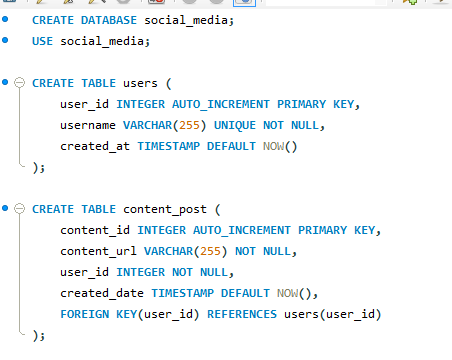 CREATE DATABASE social_media;
USE social_media;
CREATE TABLE users (
user_id INTEGER AUTO_INCREMENT PRIMARY KEY,
username VARCHAR(255) UNIQUE NOT NULL,
created_at TIMESTAMP DEFAULT NOW()
);
CREATE TABLE content_post (
content_id INTEGER AUTO_INCREMENT PRIMARY KEY,
content_url VARCHAR(255) NOT NULL,
user_id INTEGER NOT NULL,
created_date TIMESTAMP DEFAULT NOW(),
FOREIGN KEY(user_id) REFERENCES users(user_id)
);